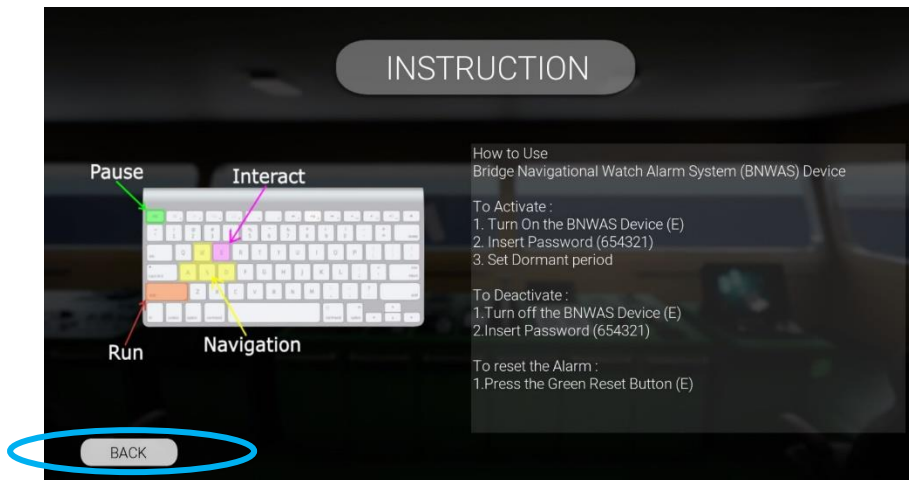 INSTRUCTION
Pause
Interact
Run
Navigation
How to Use
Bridge Navigational Watch Alarm System (BNWAS) Device
To Activate :
1. Turn On the BNWAS Device (E)
2. Insert Password (654321)
3. Set Dormant period
To Deactivate :
1.Turn off the BNWAS Device (E)
2.Insert Password (654321)
To reset the Alarm :
1.Press the Green Reset Button (E)
BACK